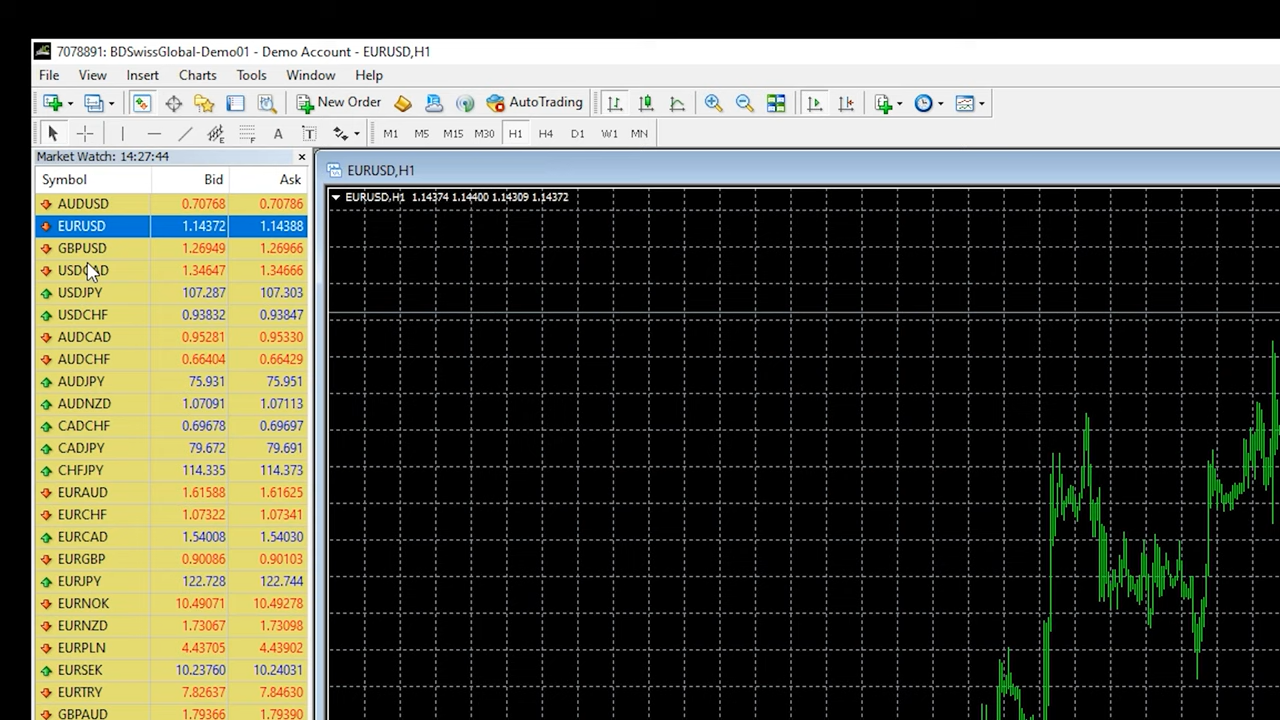 7078891: BDSwissGlobal-Demo01 - Demo Account - EURUSD,H1
File View Insert Charts Tools Window Help
New Order AutoTrading
A T M1 M5 M15 M30 H1 H4 D1 W1 MN
Market Watch: 14:27:44
EURUSD,H1
Symbol Bid Ask
EURUSD,H1 1.14374 1.14400 1.14309 1.14372
AUDUSD 0.70768 0.70786
EURUSD 1.14372 1.14388
GBPUSD 1.26949 1.26966
USDCAD 1.34647 1.34666
USDJPY 107.287 107.303
USDCHF 0.93832 0.93847
AUDCAD 0.95281 0.95330
AUDCHF 0.66404 0.66429
AUDJPY 75.931 75.951
AUDNZD 1.07091 1.07113
CADCHF 0.69678 0.69697
CADJPY 79.672 79.691
CHFJPY 114.335 114.373
EURAUD 1.61588 1.61625
EURCHF 1.07322 1.07341
EURCAD 1.54008 1.54030
EURGBP 0.90086 0.90103
EURJPY 122.728 122.744
EURNOK 10.49071 10.49278
EURNZD 1.73067 1.73098
EURPLN 4.43705 4.43902
EURSEK 10.23760 10.24031
EURTRY 7.82637 7.84630
GBPAUD 1.79366 1.79390